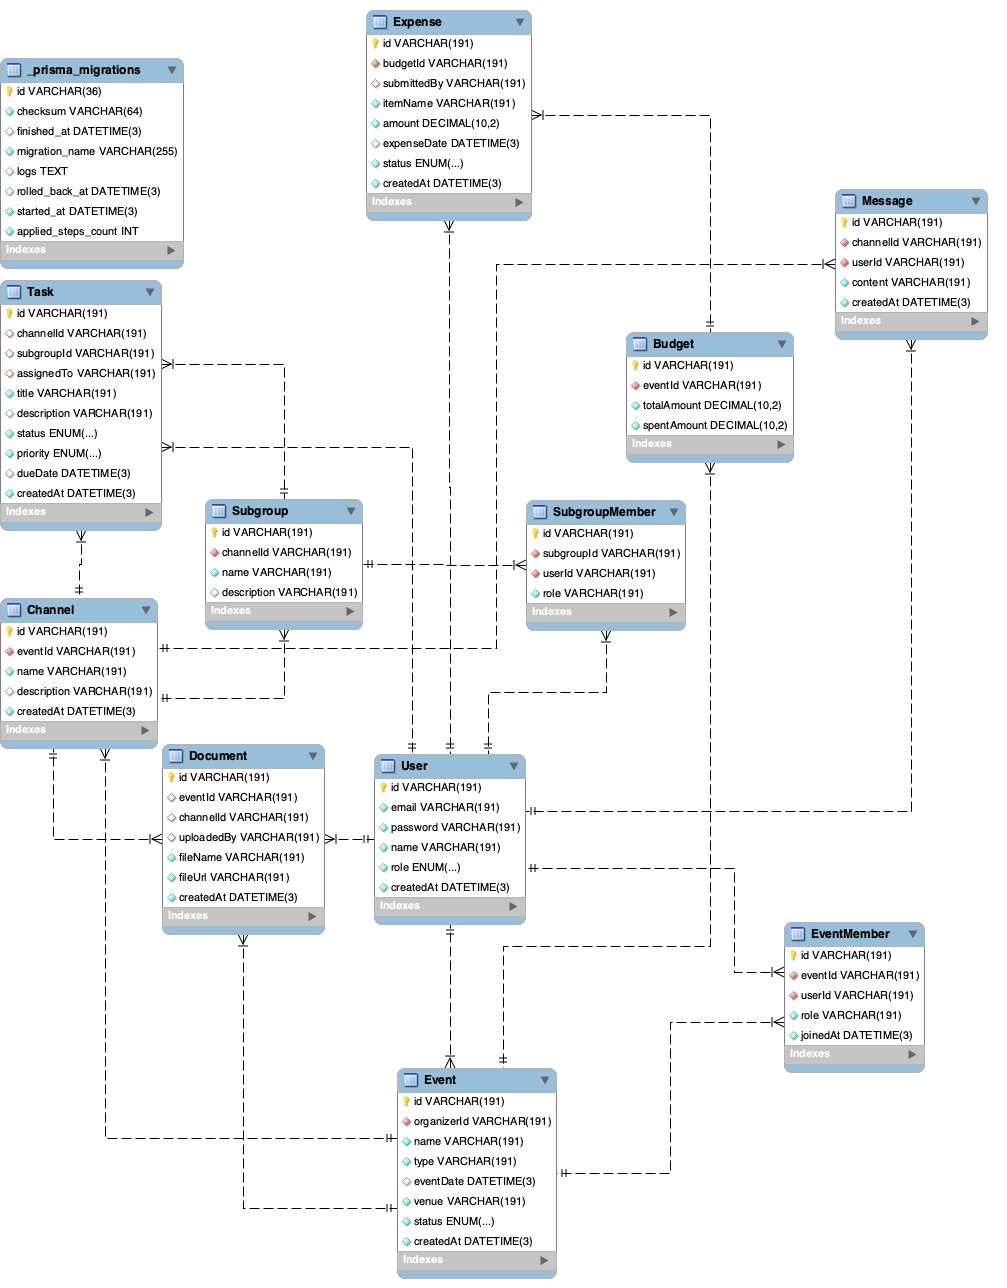 Expense
id VARCHAR(191)
budgetId VARCHAR(191)
submittedBy VARCHAR(191)
itemName VARCHAR(191)
amount DECIMAL(10,2)
expenseDate DATETIME(3)
status ENUM(...)
createdAt DATETIME(3)
Indexes
_prisma_migrations
id VARCHAR(36)
checksum VARCHAR(64)
finished_at DATETIME(3)
migration_name VARCHAR(255)
logs TEXT
rolled_back_at DATETIME(3)
started_at DATETIME(3)
applied_steps_count INT
Indexes
Message
id VARCHAR(191)
channelId VARCHAR(191)
userId VARCHAR(191)
content VARCHAR(191)
createdAt DATETIME(3)
Indexes
Task
id VARCHAR(191)
channelId VARCHAR(191)
subgroupId VARCHAR(191)
assignedTo VARCHAR(191)
title VARCHAR(191)
description VARCHAR(191)
status ENUM(...)
priority ENUM(...)
dueDate DATETIME(3)
createdAt DATETIME(3)
Indexes
Budget
id VARCHAR(191)
eventId VARCHAR(191)
totalAmount DECIMAL(10,2)
spentAmount DECIMAL(10,2)
Indexes
Subgroup
id VARCHAR(191)
channelId VARCHAR(191)
name VARCHAR(191)
description VARCHAR(191)
Indexes
SubgroupMember
id VARCHAR(191)
subgroupId VARCHAR(191)
userId VARCHAR(191)
role VARCHAR(191)
Indexes
Channel
id VARCHAR(191)
eventId VARCHAR(191)
name VARCHAR(191)
description VARCHAR(191)
createdAt DATETIME(3)
Indexes
Document
id VARCHAR(191)
eventId VARCHAR(191)
channelId VARCHAR(191)
uploadedBy VARCHAR(191)
fileName VARCHAR(191)
fileUrl VARCHAR(191)
createdAt DATETIME(3)
Indexes
User
id VARCHAR(191)
email VARCHAR(191)
password VARCHAR(191)
name VARCHAR(191)
role ENUM(...)
createdAt DATETIME(3)
Indexes
EventMember
id VARCHAR(191)
eventId VARCHAR(191)
userId VARCHAR(191)
role VARCHAR(191)
joinedAt DATETIME(3)
Indexes
Event
id VARCHAR(191)
organizerId VARCHAR(191)
name VARCHAR(191)
type VARCHAR(191)
eventDate DATETIME(3)
venue VARCHAR(191)
status ENUM(...)
createdAt DATETIME(3)
Indexes